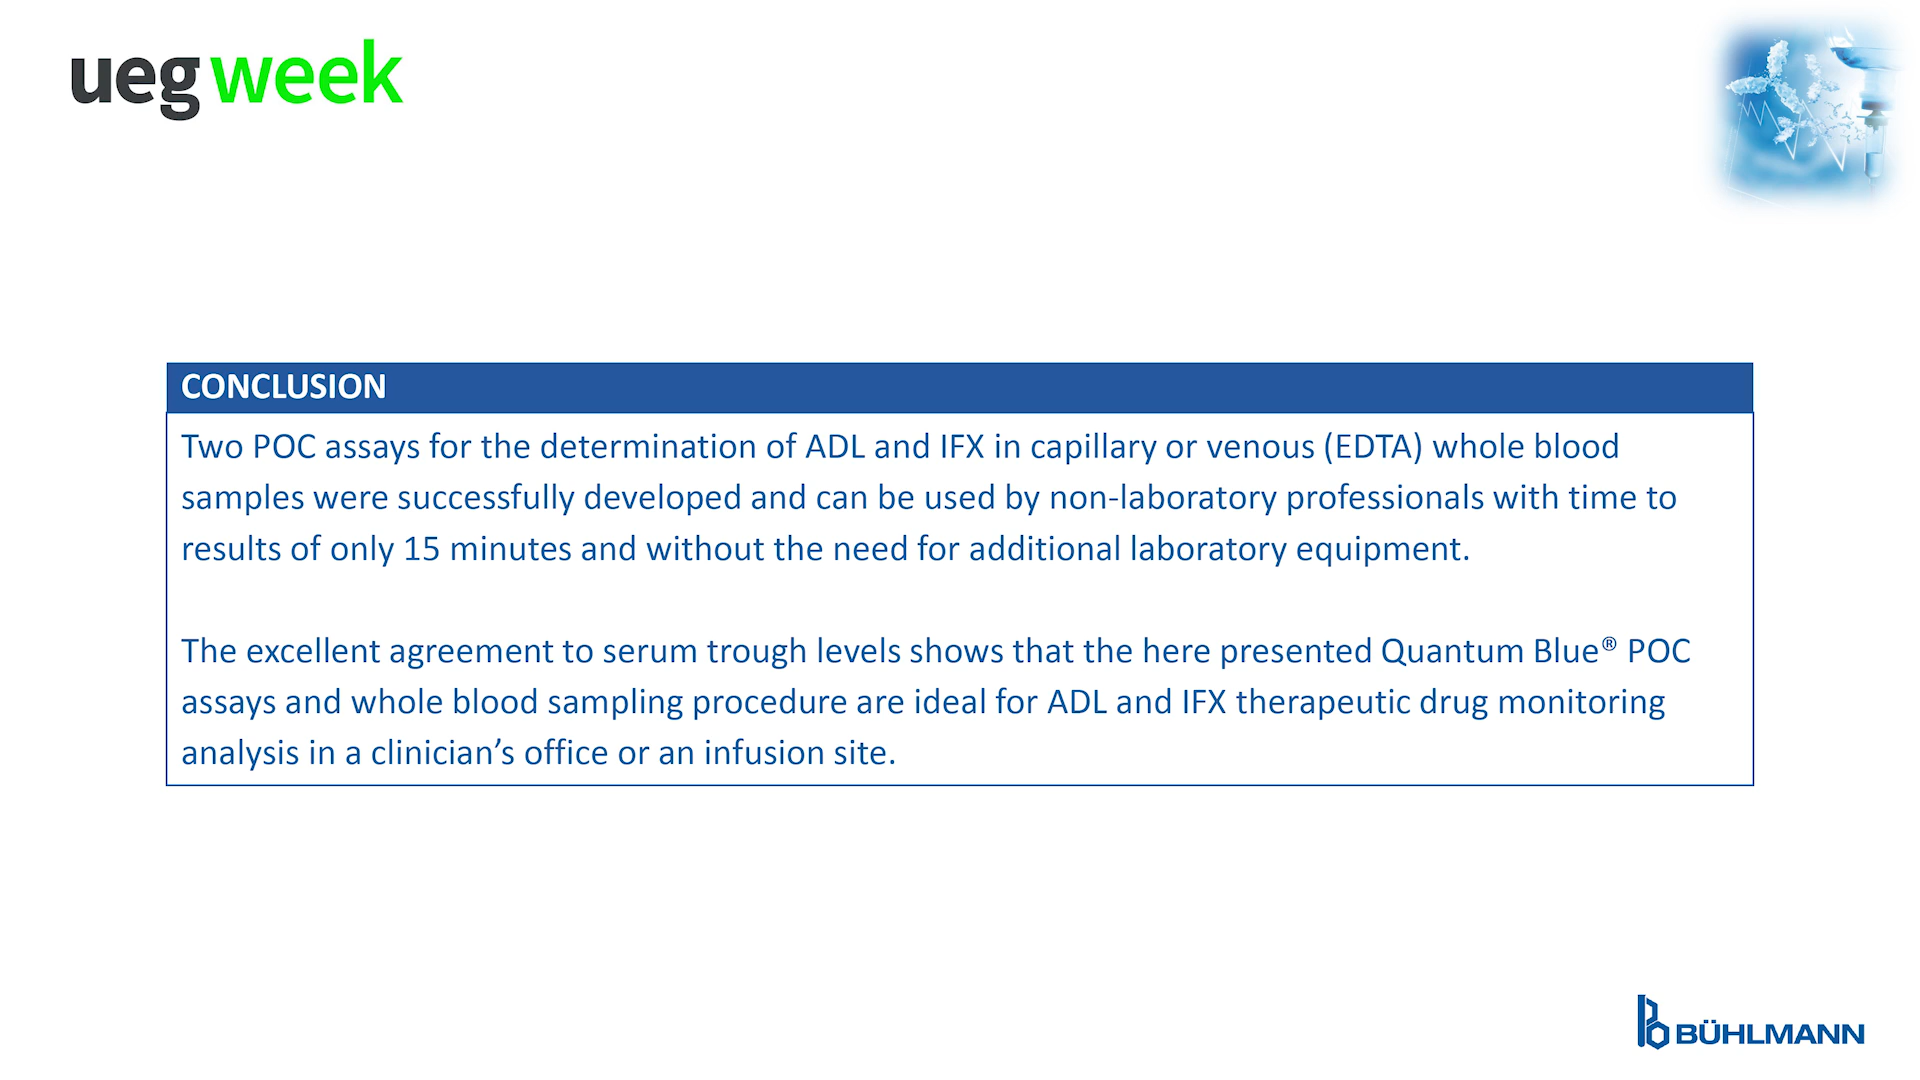 ueg week
CONCLUSION
Two POC assays for the determination of ADL and IFX in capillary or venous (EDTA) whole blood
samples were successfully developed and can be used by non-laboratory professionals with time to
results of only 15 minutes and without the need for additional laboratory equipment.
The excellent agreement to serum trough levels shows that the here presented Quantum Blue® POC
assays and whole blood sampling procedure are ideal for ADL and IFX therapeutic drug monitoring
analysis in a clinician’s office or an infusion site.
BÜHLMANN